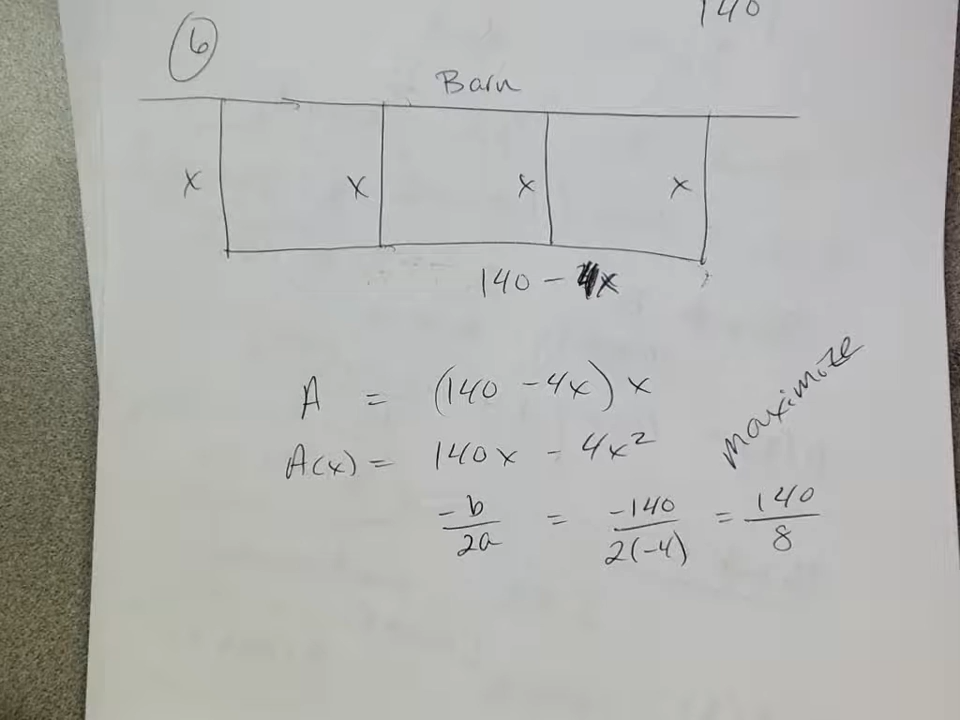 140
6
Barn
x x x x
140 - 4x
A = (140 - 4x) x
A(x) = 140x - 4x²
maximize
-b/2a = -140/2(-4) = 140/8